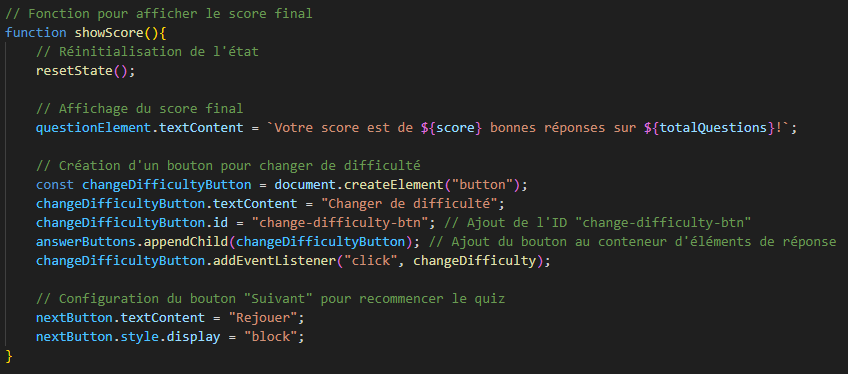 // Fonction pour afficher le score final
function showScore(){
// Réinitialisation de l'état
resetState();
// Affichage du score final
questionElement.textContent = `Votre score est de ${score} bonnes réponses sur ${totalQuestions}!`;
// Création d'un bouton pour changer de difficulté
const changeDifficultyButton = document.createElement("button");
changeDifficultyButton.textContent = "Changer de difficulté";
changeDifficultyButton.id = "change-difficulty-btn"; // Ajout de l'ID "change-difficulty-btn"
answerButtons.appendChild(changeDifficultyButton); // Ajout du bouton au conteneur d'éléments de réponse
changeDifficultyButton.addEventListener("click", changeDifficulty);
// Configuration du bouton "Suivant" pour recommencer le quiz
nextButton.textContent = "Rejouer";
nextButton.style.display = "block";
}